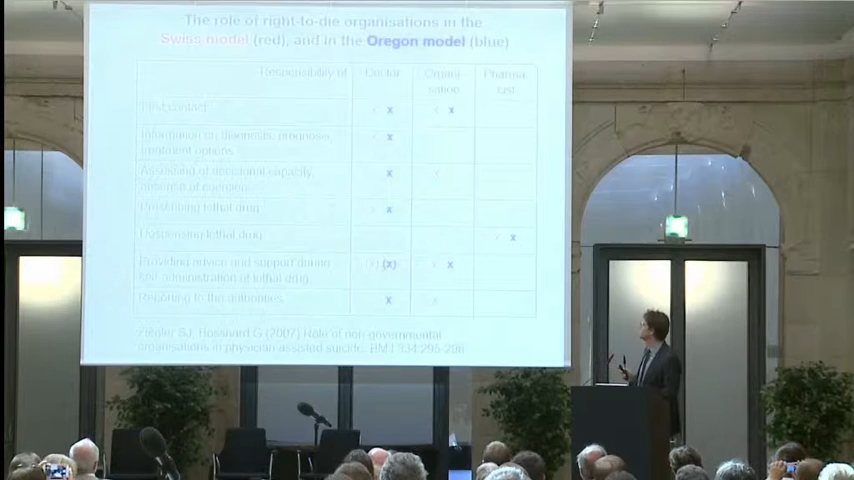 The role of right-to-die organisations in the
Swiss model (red), and in the Oregon model (blue)
Responsibility of Doctor Organi- Pharma-
sation cist
First contact x x
Information on diagnosis, prognosis, x
treatment options
Assessing of decisional capacity, x
absence of coercion
Prescribing lethal drug x
Dispensing lethal drug x
Providing advice and support during (x) x
self-administration of lethal drug
Reporting to the authorities x
Ziegler SJ, Bosshard G (2007) Role of non-governmental
organisations in physician assisted suicide. BMJ 334:295-298